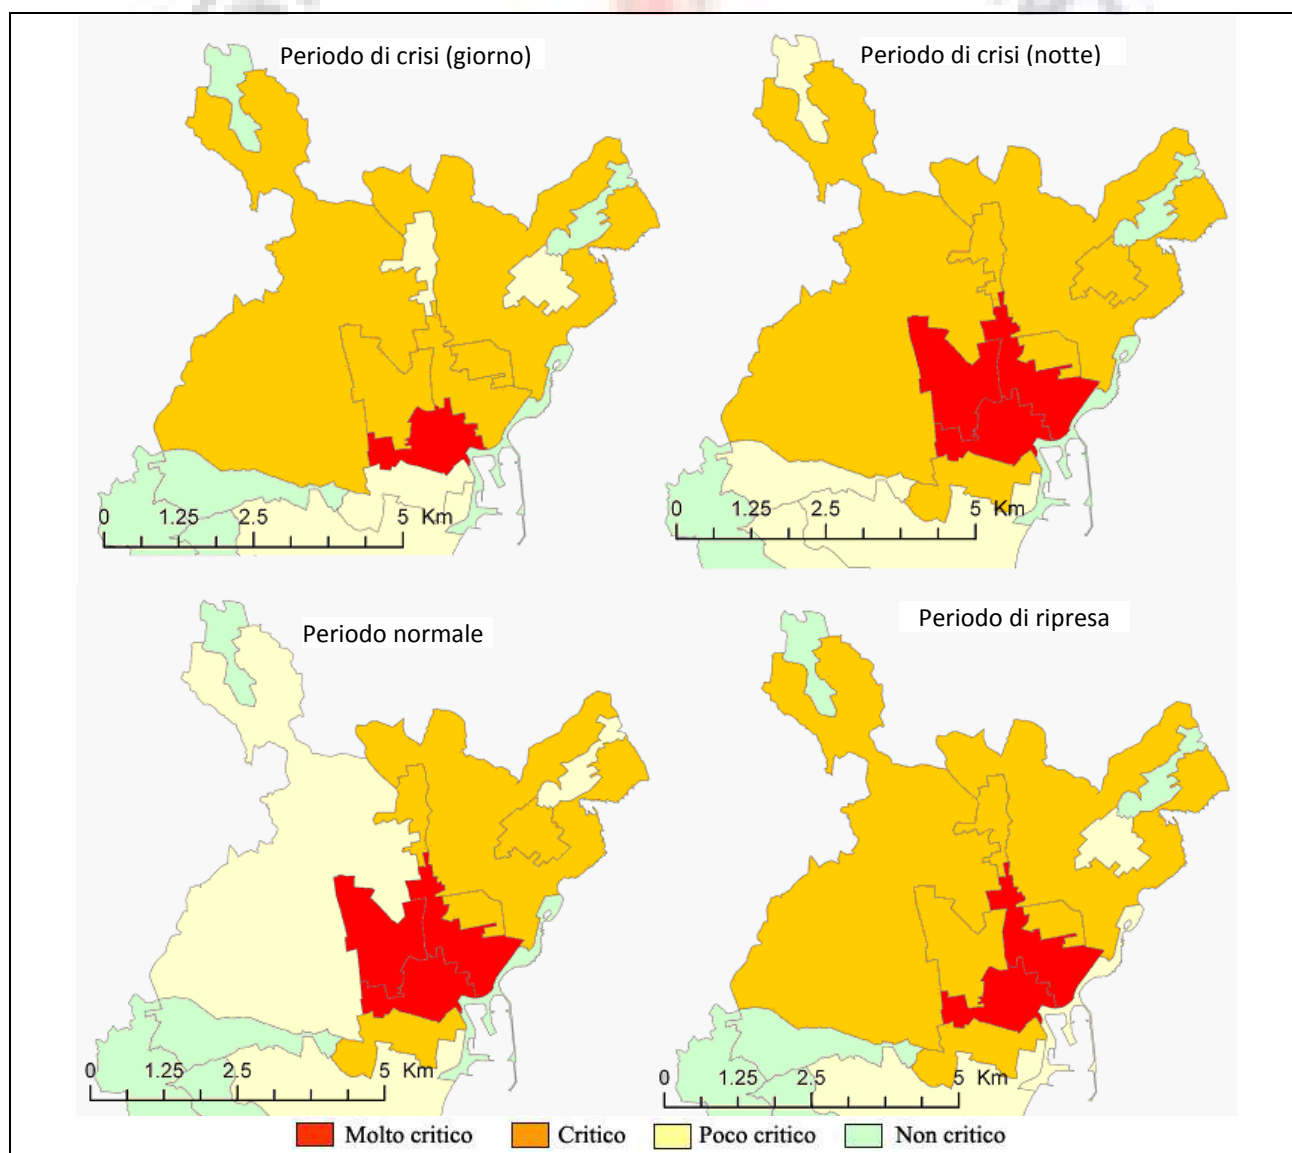 Periodo di crisi (giorno)
Periodo di crisi (notte)
0 1.25 2.5 5 Km
0 1.25 2.5 5 Km
Periodo normale
Periodo di ripresa
0 1.25 2.5 5 Km
0 1.25 2.5 5 Km
Molto critico Critico Poco critico Non critico